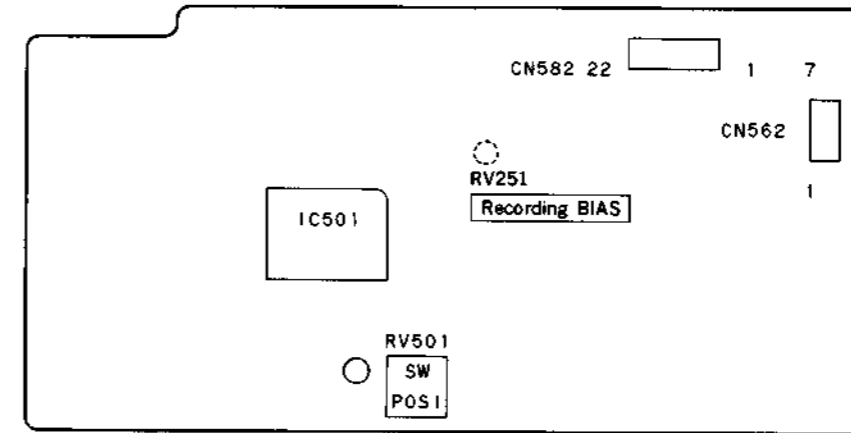 CN582 22 1 7
CN562
RV251
1
Recording BIAS
IC501
RV501
SW
POSI